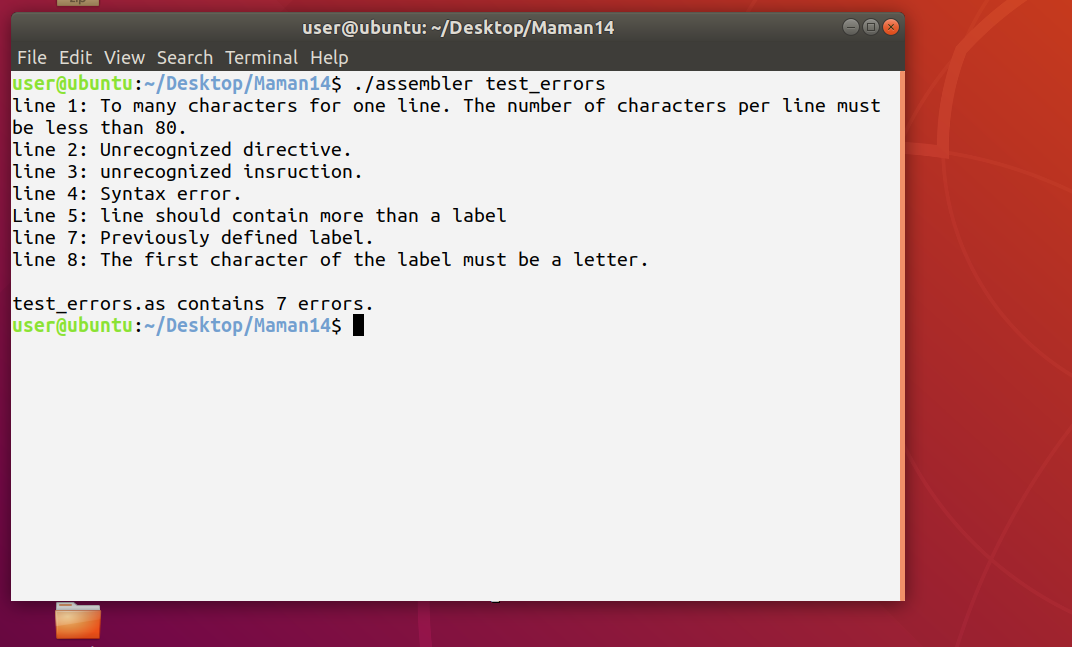 zip
user@ubuntu: ~/Desktop/Maman14
File Edit View Search Terminal Help
user@ubuntu:~/Desktop/Maman14$ ./assembler test_errors
line 1: To many characters for one line. The number of characters per line must
be less than 80.
line 2: Unrecognized directive.
line 3: unrecognized insruction.
line 4: Syntax error.
Line 5: line should contain more than a label
line 7: Previously defined label.
line 8: The first character of the label must be a letter.
test_errors.as contains 7 errors.
user@ubuntu:~/Desktop/Maman14$